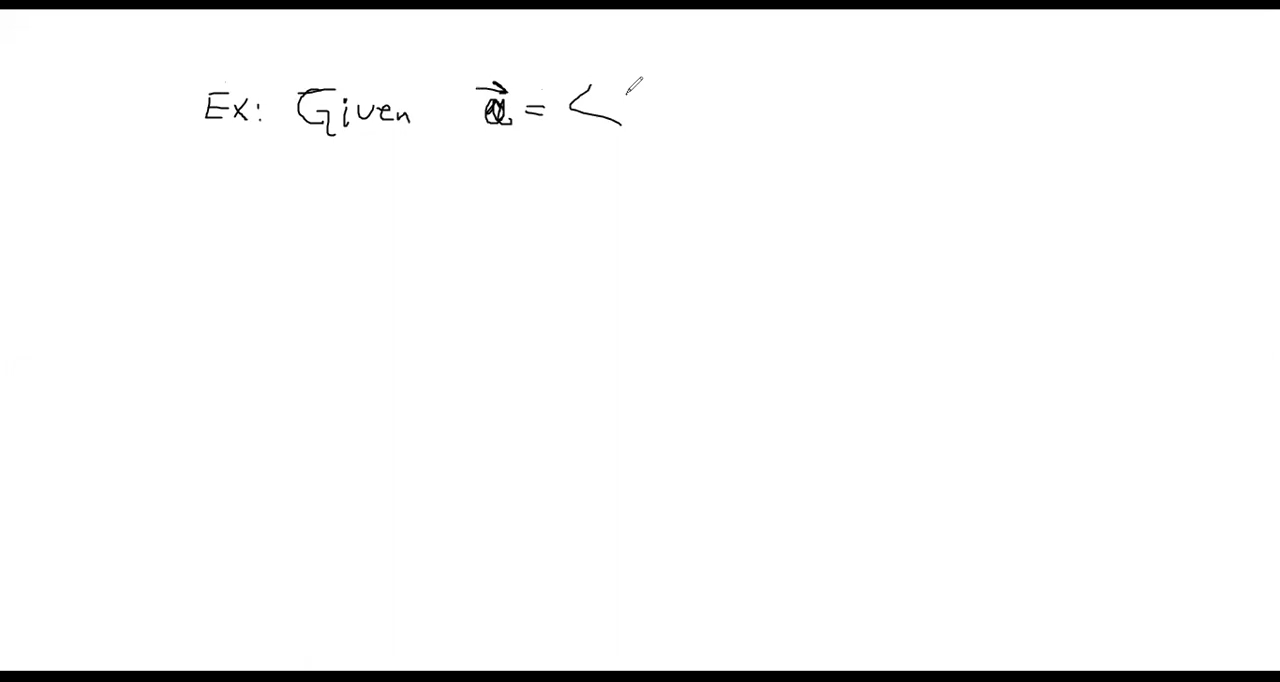 Ex: Given a⃗ = <